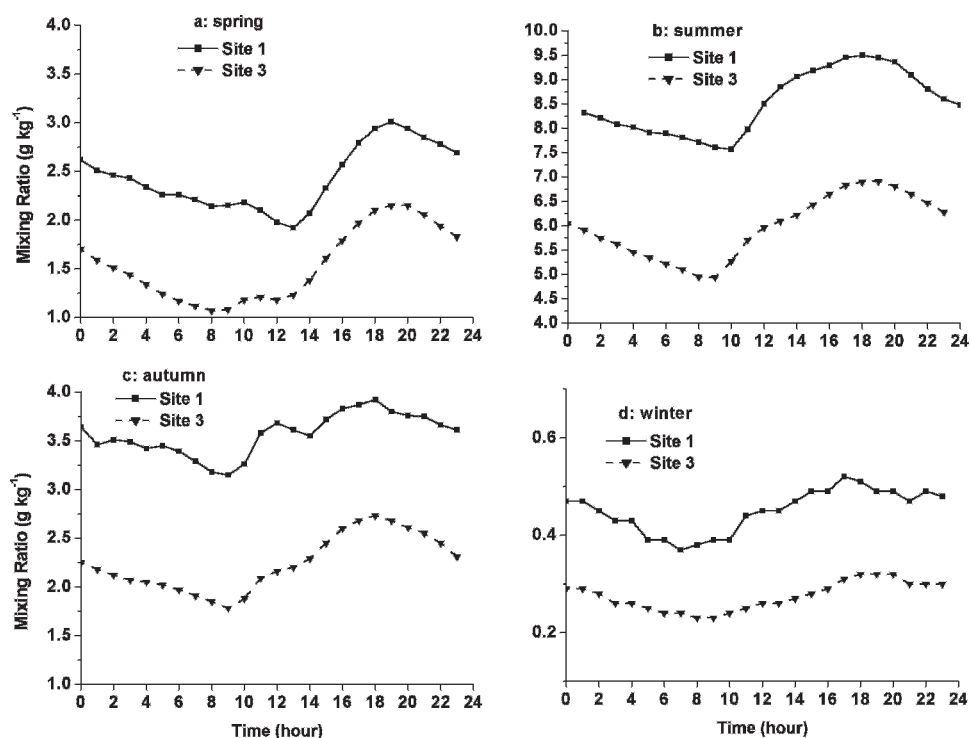 a: spring
Site 1
Site 3
4.0
3.5
3.0
2.5
2.0
1.5
1.0
Mixing Ratio (g kg⁻¹)
0 2 4 6 8 10 12 14 16 18 20 22 24
b: summer
Site 1
Site 3
10.0
9.5
9.0
8.5
8.0
7.5
7.0
6.5
6.0
5.5
5.0
4.5
4.0
0 2 4 6 8 10 12 14 16 18 20 22 24
c: autumn
Site 1
Site 3
4.0
3.5
3.0
2.5
2.0
1.5
1.0
Mixing Ratio (g kg⁻¹)
0 2 4 6 8 10 12 14 16 18 20 22 24
Time (hour)
d: winter
Site 1
Site 3
0.6
0.4
0.2
0 2 4 6 8 10 12 14 16 18 20 22 24
Time (hour)